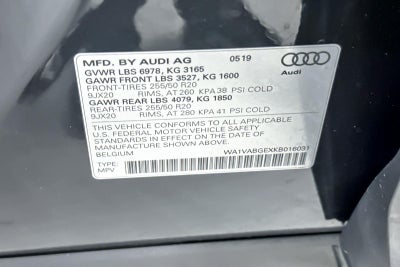 MFD. BY AUDI AG 0519
GVWR LBS 6978, KG 3165
GAWR FRONT LBS 3527, KG 1600
FRONT-TIRES 255/50 R20
9JX20 RIMS, AT 260 KPA 38 PSI COLD
GAWR REAR LBS 4079, KG 1850
REAR-TIRES 255/50 R20
9JX20 RIMS, AT 280 KPA 41 PSI COLD
THIS VEHICLE CONFORMS TO ALL APPLICABLE
U.S. FEDERAL MOTOR VEHICLE SAFETY
STANDARDS IN EFFECT ON THE DATE OF
MANUFACTURE SHOWN ABOVE.
BELGIUM
TYPE: WA1VABGEXKB016031
MPV
Audi